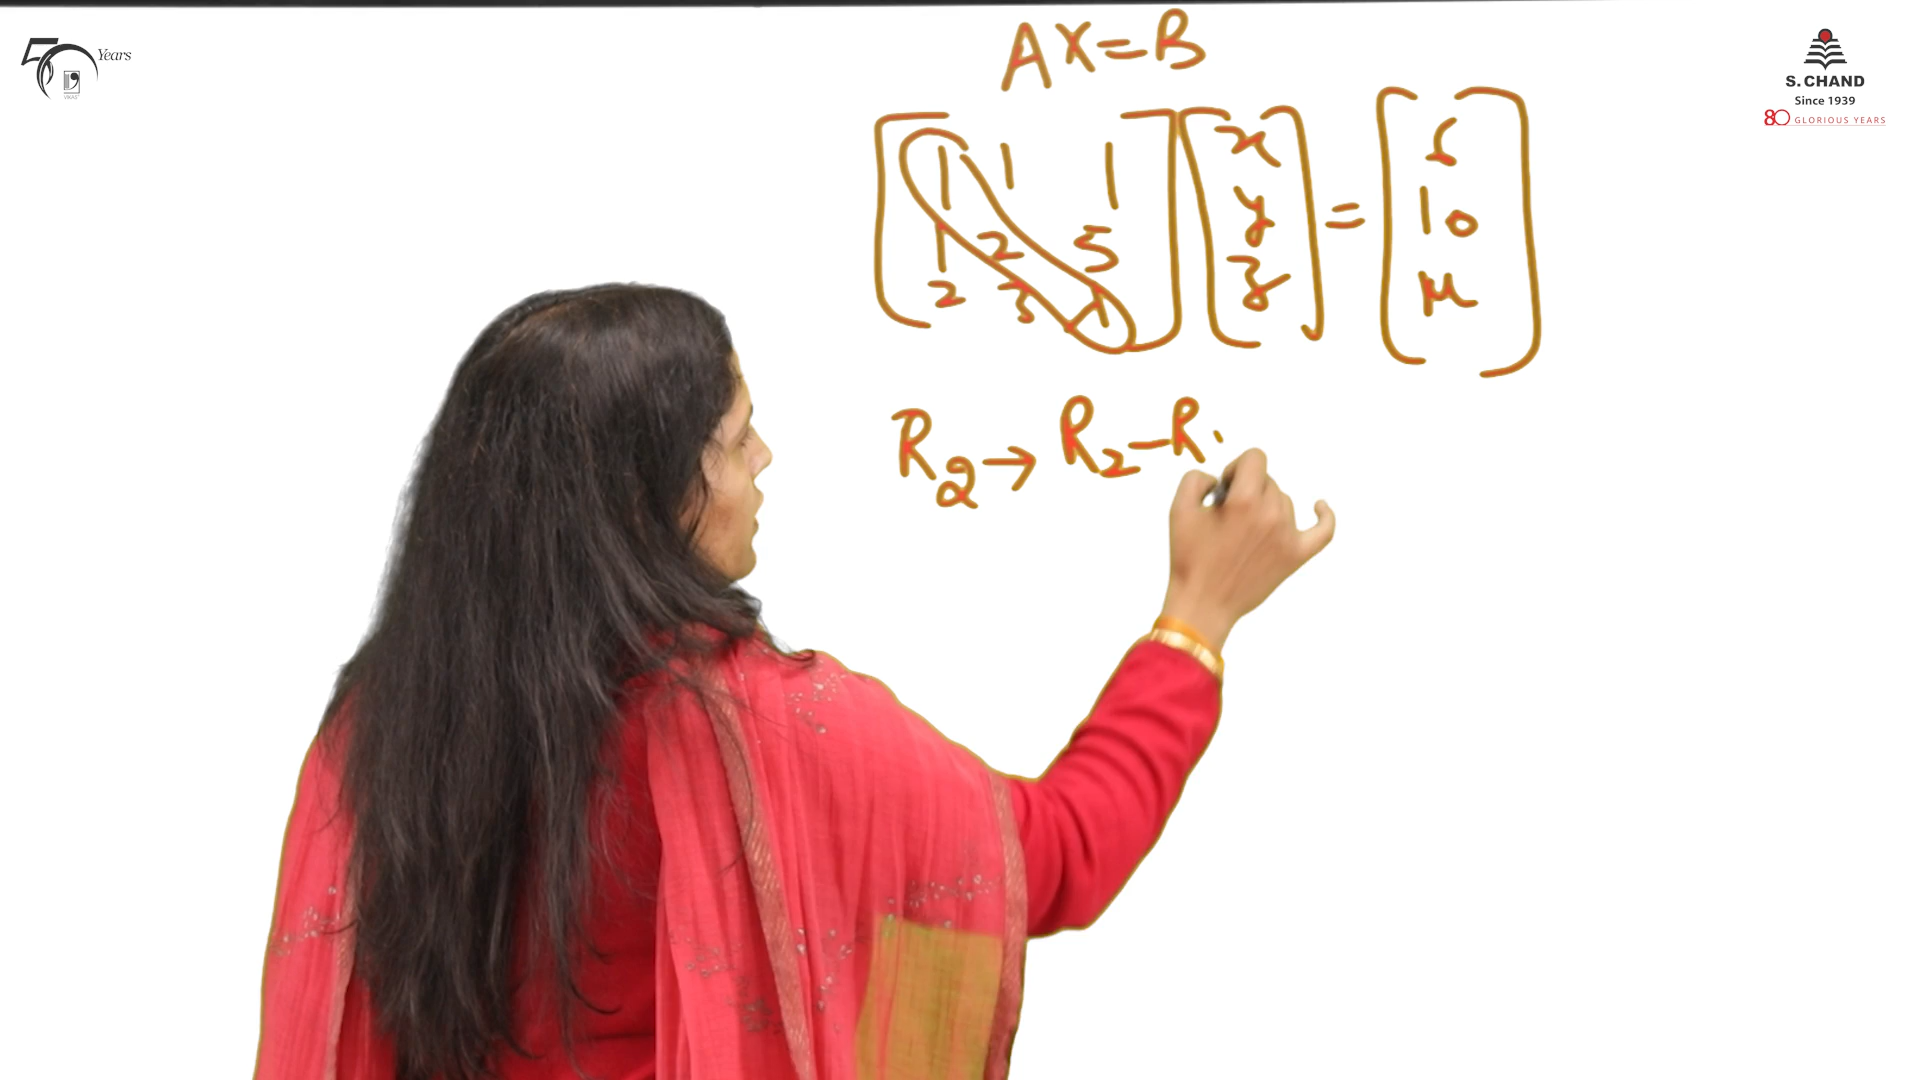 50 Years
VIKAS
S. CHAND
Since 1939
80 GLORIOUS YEARS
AX=B
[1 1 1] [x] = [6]
[1 2 5] [y] [10]
[2 3 λ] [z] [μ]
R2→R2-R